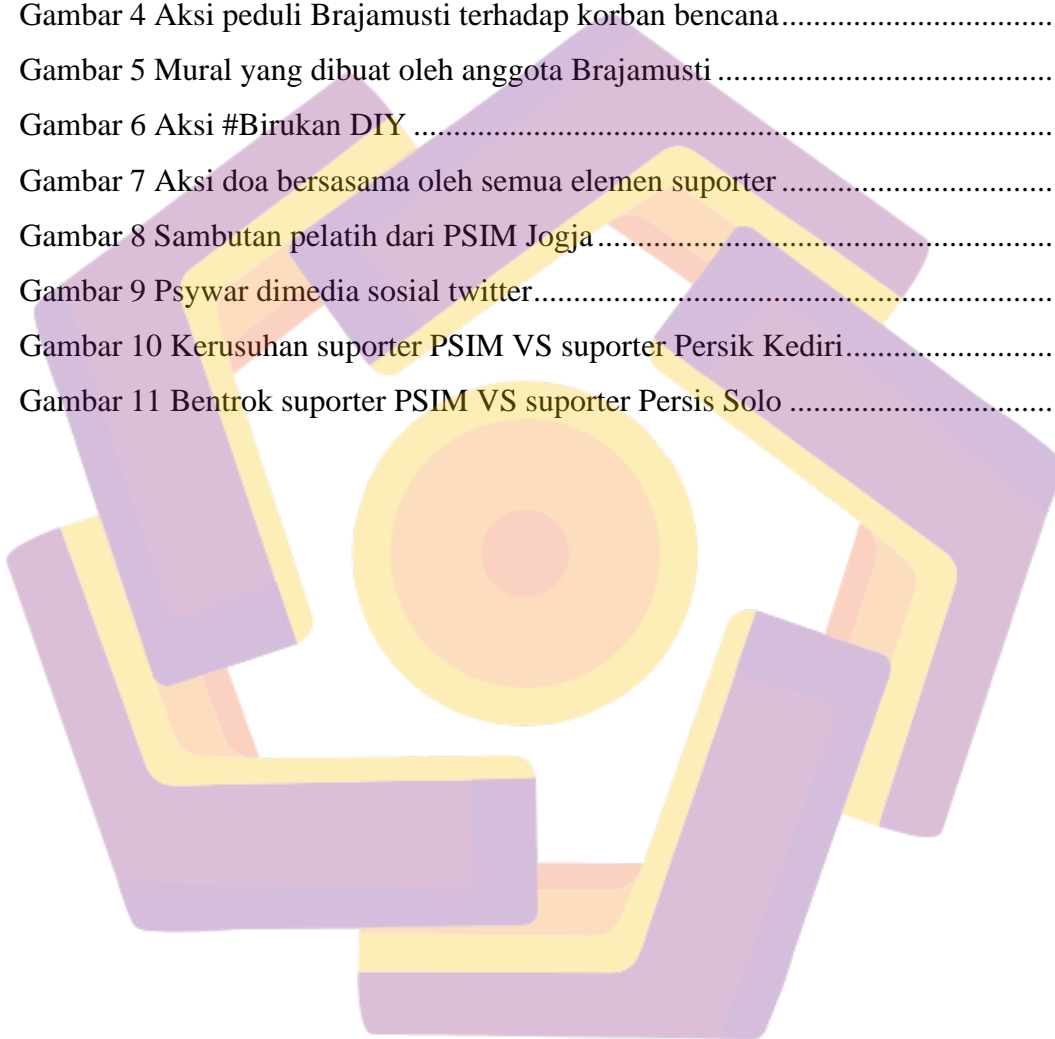 Gambar 4 Aksi peduli Brajamusti terhadap korban bencana..................................
Gambar 5 Mural yang dibuat oleh anggota Brajamusti..........................................
Gambar 6 Aksi #Birukan DIY................................................................................
Gambar 7 Aksi doa bersasama oleh semua elemen suporter..................................
Gambar 8 Sambutan pelatih dari PSIM Jogja.........................................................
Gambar 9 Psywar dimedia sosial twitter.................................................................
Gambar 10 Kerusuhan suporter PSIM VS suporter Persik Kediri..........................
Gambar 11 Bentrok suporter PSIM VS suporter Persis Solo.................................